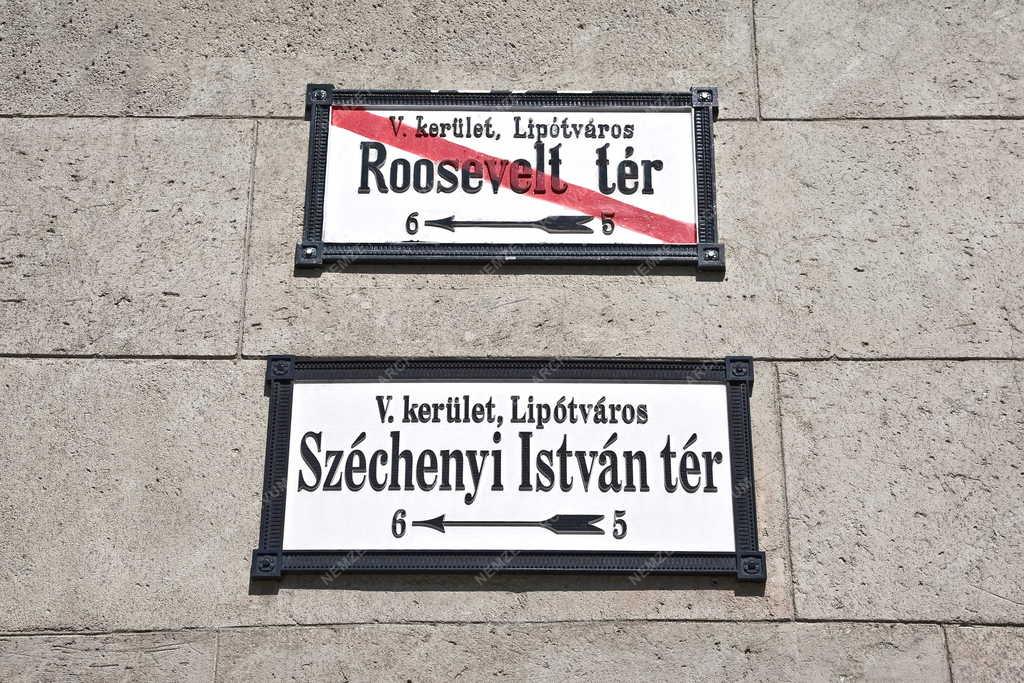 V. kerület, Lipótváros
Roosevelt tér
6 5
V. kerület, Lipótváros
Széchenyi István tér
6 5